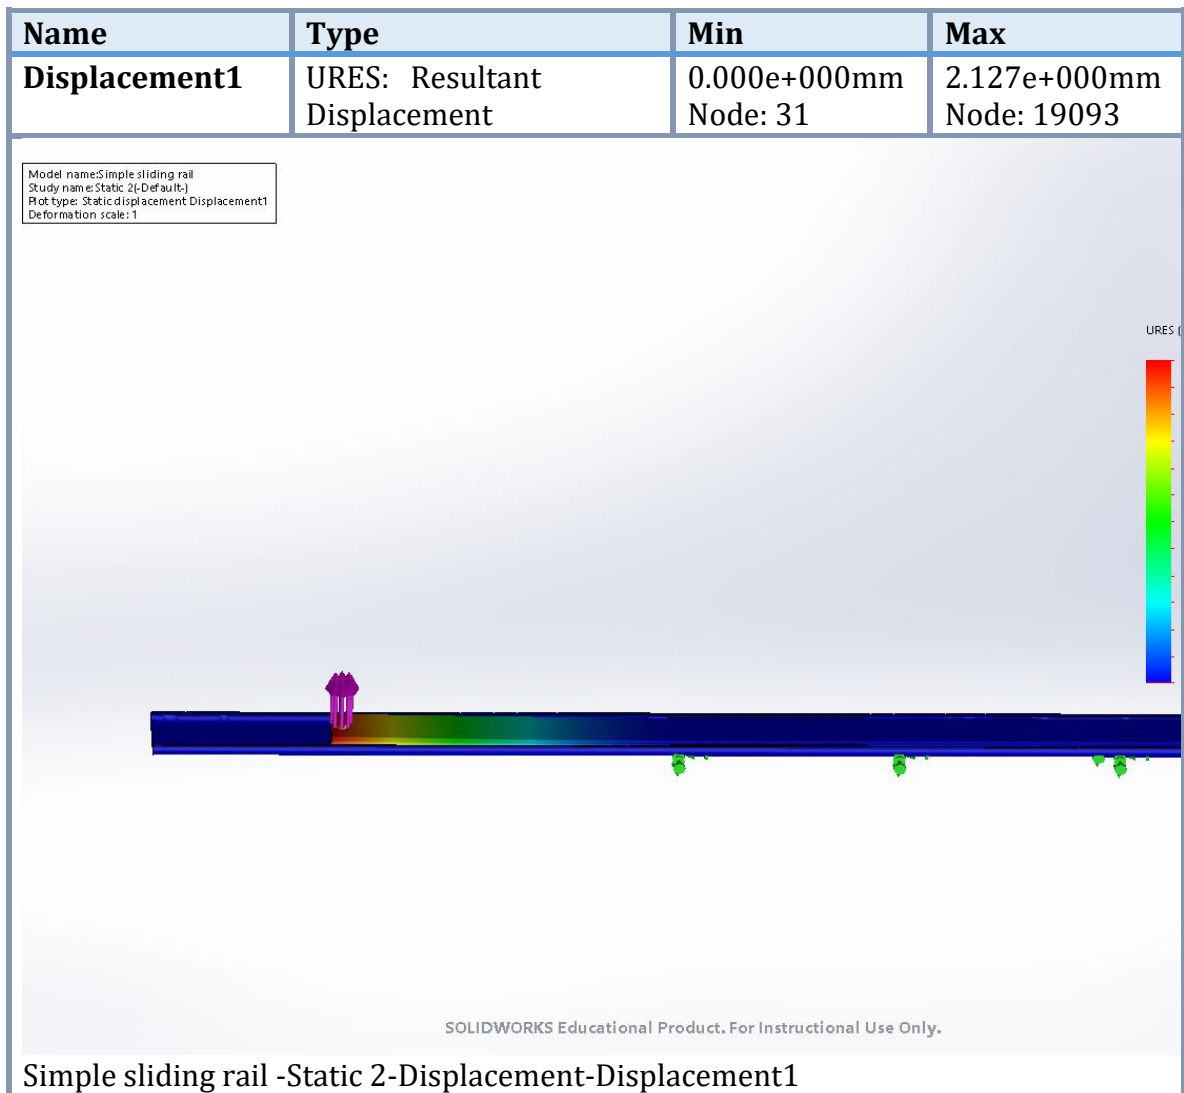 Name Type Min Max
Displacement1 URES: Resultant 0.000e+000mm 2.127e+000mm
Displacement Node: 31 Node: 19093
Model name:Simple sliding rail
Study name:Static 2(-Default-)
Plot type: Static displacement Displacement1
Deformation scale: 1
URES (
SOLIDWORKS Educational Product. For Instructional Use Only.
Simple sliding rail -Static 2-Displacement-Displacement1